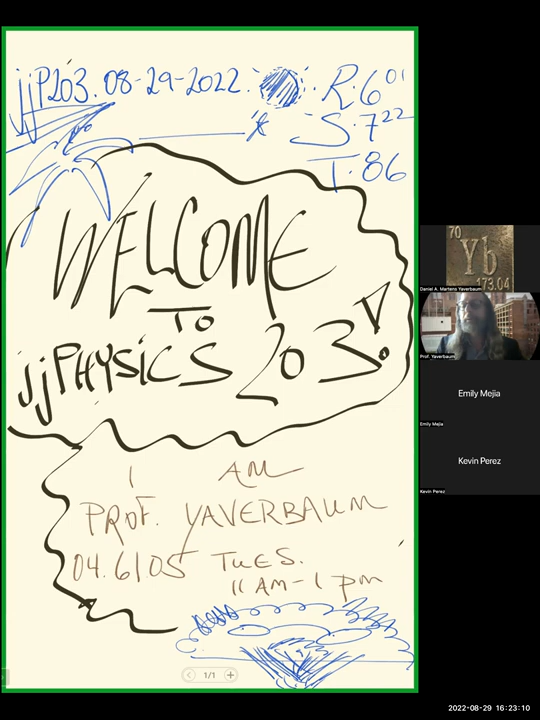 jjP203.08-29-2022
R.6⁰¹
S.7²²
T.86
WELCOME
TO
jjPHYSiCS 203!
I AM
PROF. YAVERBAUM
04.61.05 TUES.
11 AM-1 pm
1/1
70
Yb
173.04
Daniel A. Martens Yaverbaum
Prof. Yaverbaum
Emily Mejia
Emily Mejia
Kevin Perez
Kevin Perez
2022-08-29 16:23:10